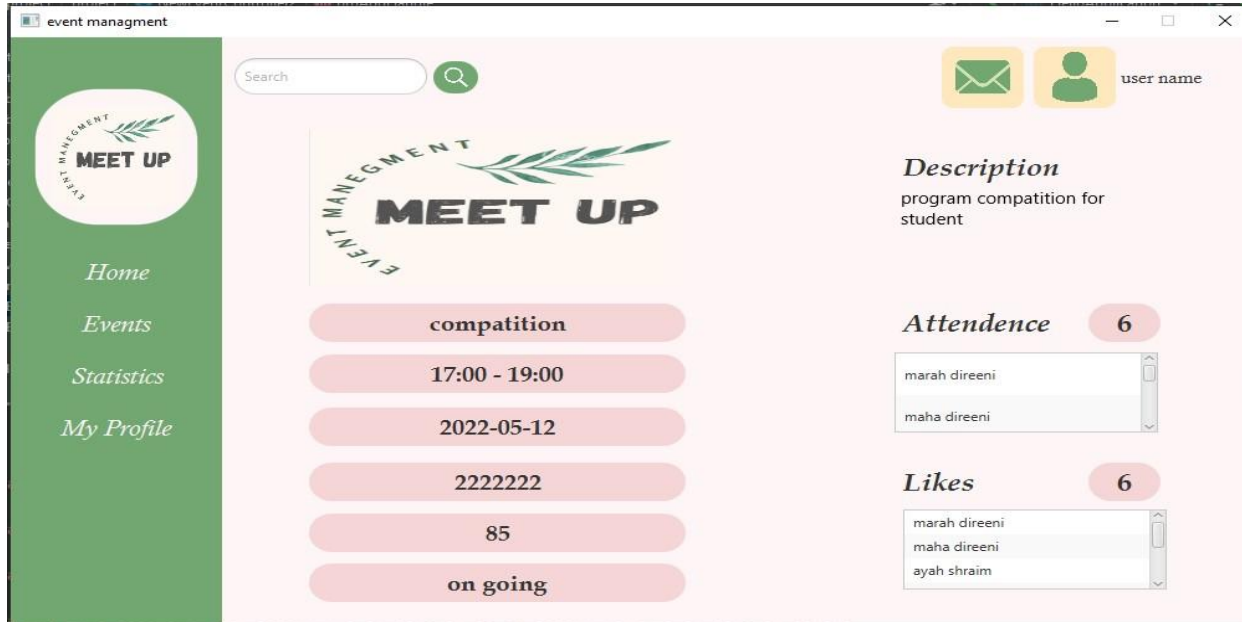 event managment
Search
user name
EVENT MANEGMENT
MEET UP
Home
Events
Statistics
My Profile
EVENT MANEGMENT
MEET UP
compatition
17:00 - 19:00
2022-05-12
2222222
85
on going
Description
program compatition for
student
Attendence 6
marah direeni
maha direeni
Likes 6
marah direeni
maha direeni
ayah shraim